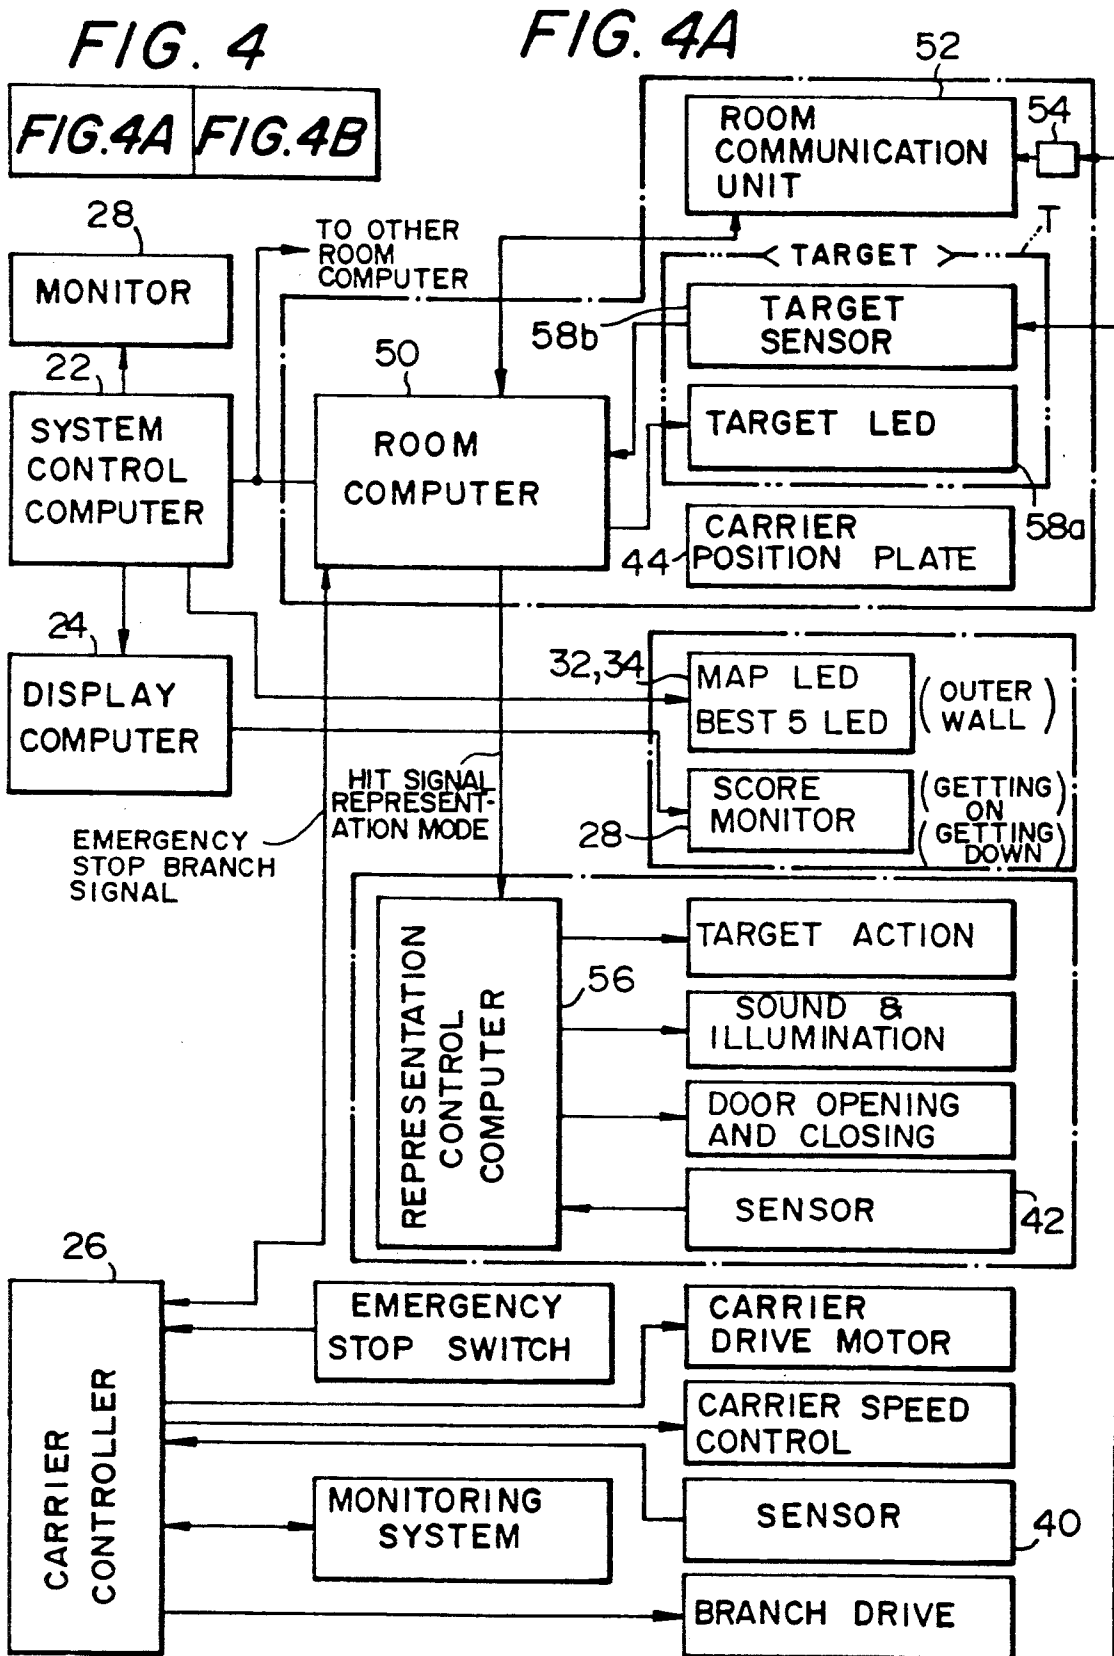 FIG. 4
FIG. 4A
FIG.4A FIG.4B
52
ROOM
COMMUNICATION
UNIT
54
T
28
MONITOR
TO OTHER
ROOM
COMPUTER
< TARGET >
TARGET
SENSOR
58b
TARGET LED
58a
22
SYSTEM
CONTROL
COMPUTER
50
ROOM
COMPUTER
CARRIER
POSITION PLATE
44
24
DISPLAY
COMPUTER
32,34
MAP LED
BEST 5 LED
(OUTER
WALL)
SCORE
MONITOR
28
(GETTING
ON)
(GETTING
DOWN)
HIT SIGNAL
REPRESENT-
ATION MODE
EMERGENCY
STOP BRANCH
SIGNAL
REPRESENTATION
CONTROL
COMPUTER
56
TARGET ACTION
SOUND &
ILLUMINATION
DOOR OPENING
AND CLOSING
SENSOR
42
26
CARRIER
CONTROLLER
EMERGENCY
STOP SWITCH
CARRIER
DRIVE MOTOR
CARRIER SPEED
CONTROL
MONITORING
SYSTEM
SENSOR
40
BRANCH DRIVE